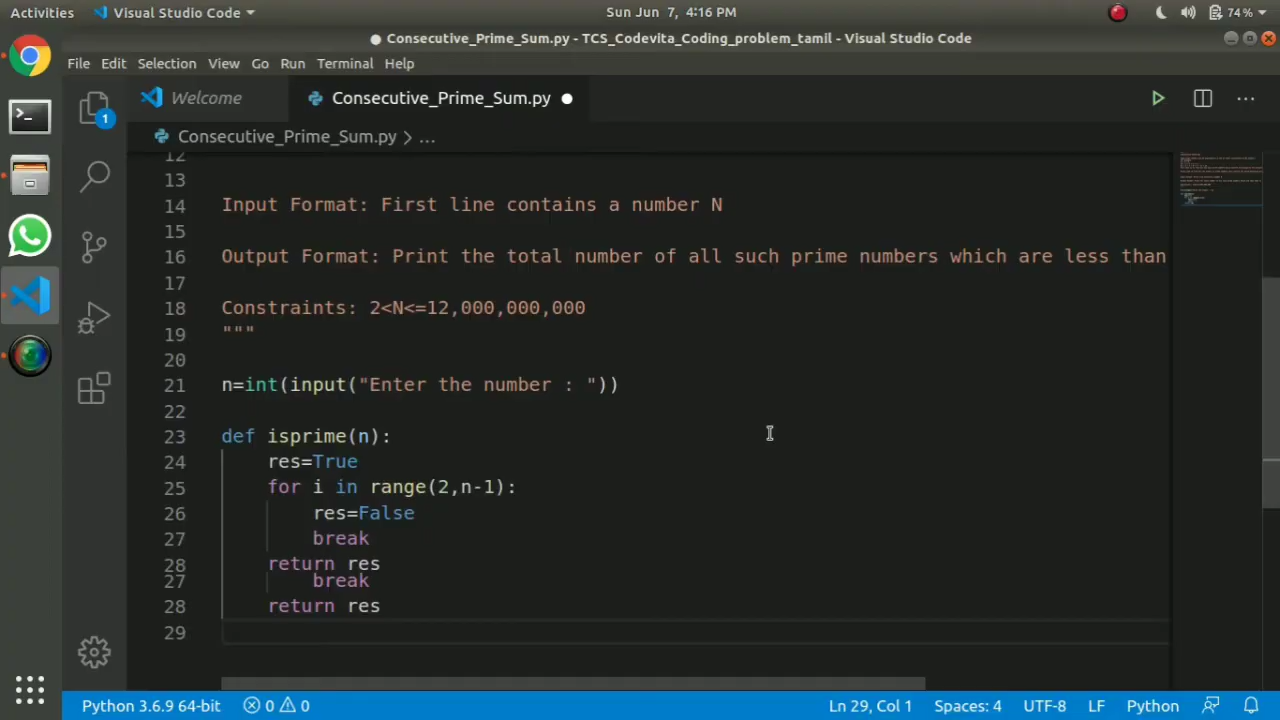 Activities Visual Studio Code Sun Jun 7, 4:16 PM 74%
Consecutive_Prime_Sum.py - TCS_Codevita_Coding_problem_tamil - Visual Studio Code
File Edit Selection View Go Run Terminal Help
Welcome Consecutive_Prime_Sum.py
1
Consecutive_Prime_Sum.py > ...
12
13
14 Input Format: First line contains a number N
15
16 Output Format: Print the total number of all such prime numbers which are less than
17
18 Constraints: 2<N<=12,000,000,000
19 """
20
21 n=int(input("Enter the number : "))
22
23 def isprime(n):
24 res=True
25 for i in range(2,n-1):
26 res=False
27 break
28 return res
27 break
28 return res
29
Python 3.6.9 64-bit 0 0 Ln 29, Col 1 Spaces: 4 UTF-8 LF Python